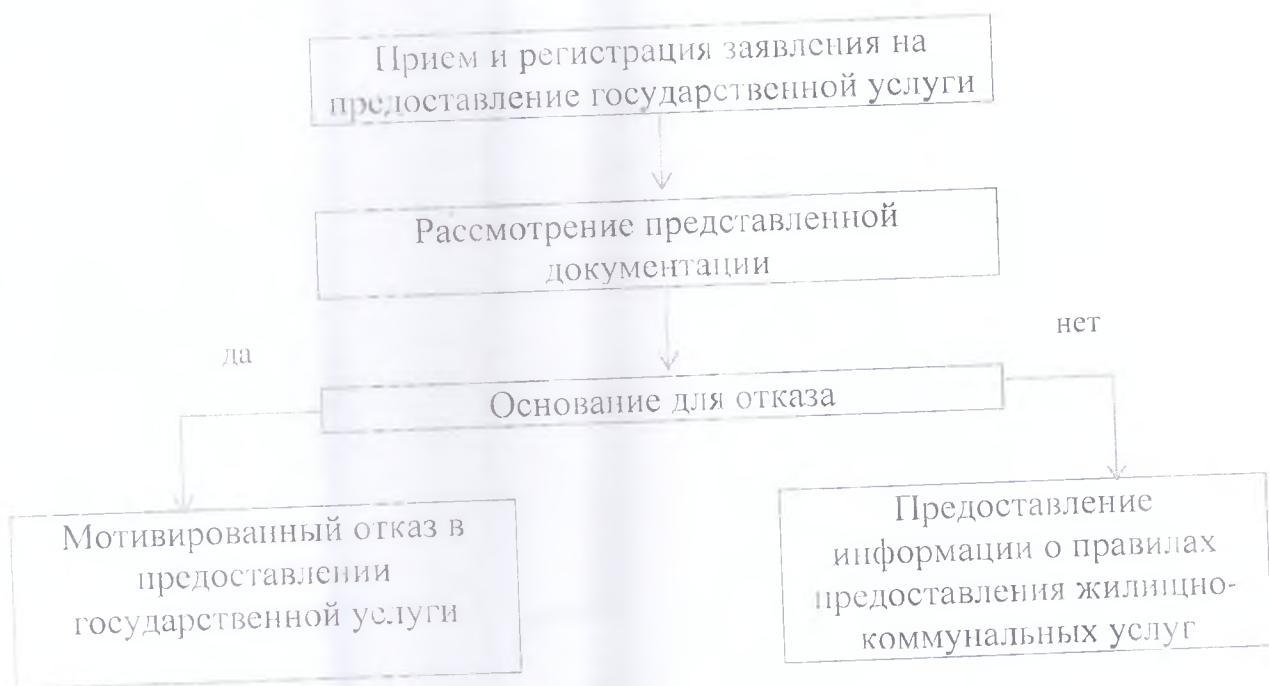 Прием и регистрация заявления на
предоставление государственной услуги
Рассмотрение представленной
документации
да
нет
Основание для отказа
Мотивированный отказ в
предоставлении
государственной услуги
Предоставление
информации о правилах
предоставления жилищно-
коммунальных услуг